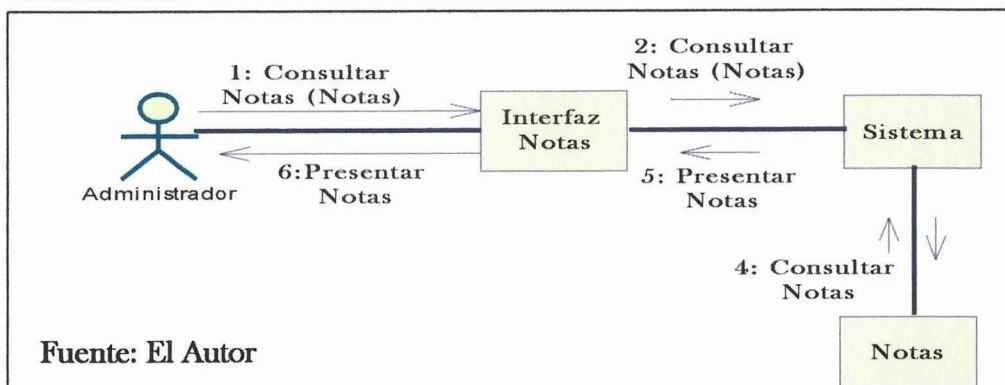 2: Consultar
Notas (Notas)
1: Consultar
Notas (Notas)
Interfaz
Notas
Sistema
Administrador
6:Presentar
Notas
5: Presentar
Notas
4: Consultar
Notas
Notas
Fuente: El Autor